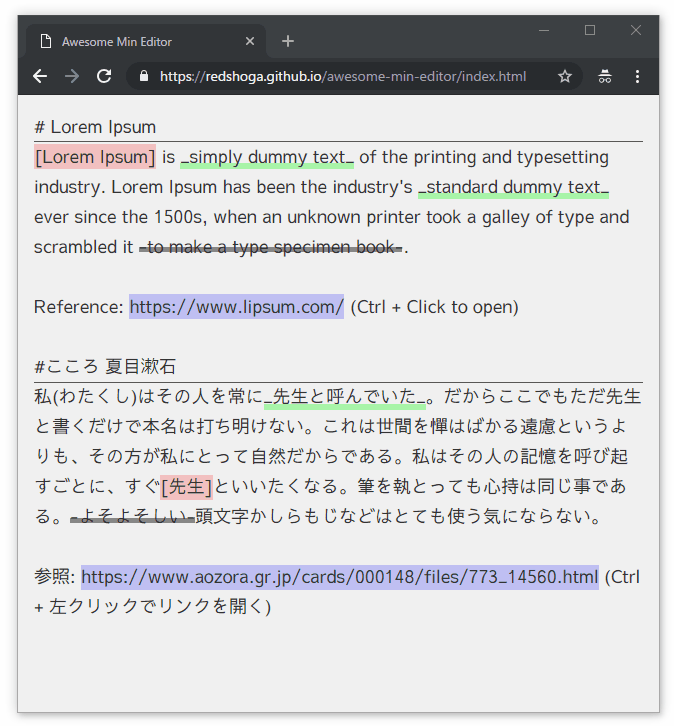 Awesome Min Editor
https://redshoga.github.io/awesome-min-editor/index.html
# Lorem Ipsum
[Lorem Ipsum] is _simply dummy text_ of the printing and typesetting
industry. Lorem Ipsum has been the industry's _standard dummy text_
ever since the 1500s, when an unknown printer took a galley of type and
scrambled it -to make a type specimen book-.
Reference: https://www.lipsum.com/ (Ctrl + Click to open)
#こころ 夏目漱石
私(わたくし)はその人を常に_先生と呼んでいた_。だからここでもただ先生
と書くだけで本名は打ち明けない。これは世間を憚はばかる遠慮というよ
りも、その方が私にとって自然だからである。私はその人の記憶を呼び起
すごとに、すぐ[先生]といいたくなる。筆を執とっても心持は同じ事であ
る。-よそよそしい-頭文字かしらもじなどはとても使う気にならない。
参照: https://www.aozora.gr.jp/cards/000148/files/773_14560.html (Ctrl
+ 左クリックでリンクを開く)